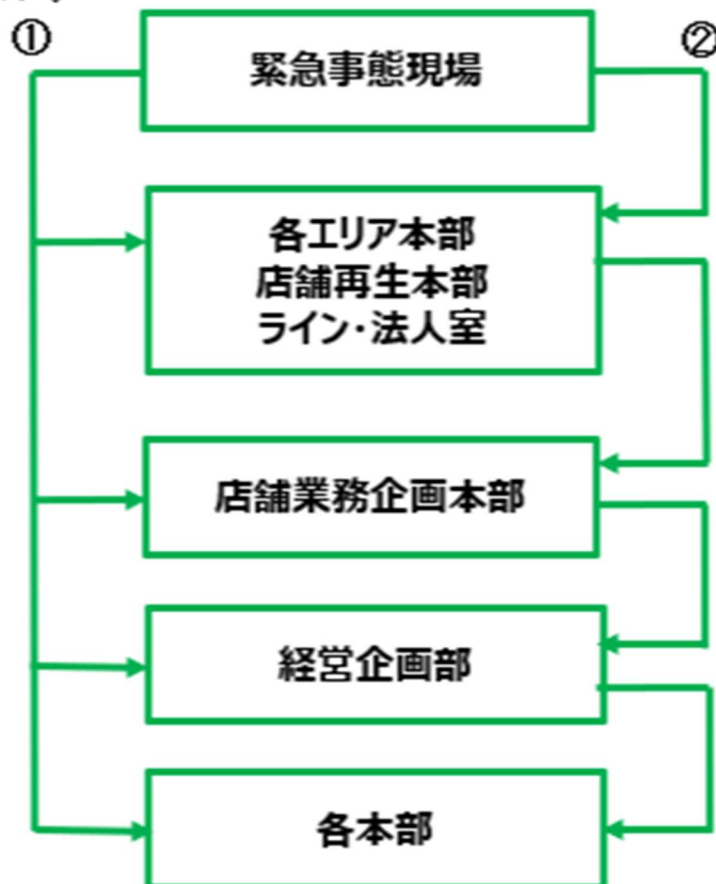 ①
②
緊急事態現場
各エリア本部
店舗再生本部
ライン・法人室
店舗業務企画本部
経営企画部
各本部